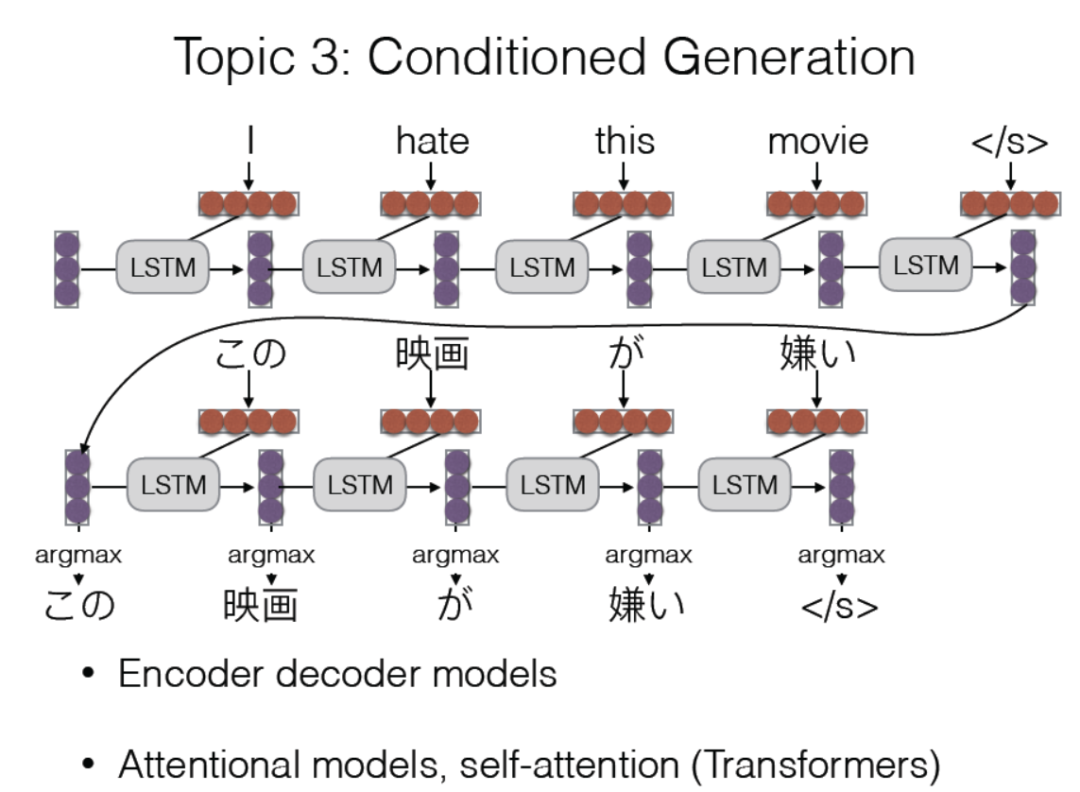 Topic 3: Conditioned Generation
I hate this movie </s>
LSTM LSTM LSTM LSTM LSTM
この 映画 が 嫌い
LSTM LSTM LSTM LSTM
argmax argmax argmax argmax argmax
この 映画 が 嫌い </s>
• Encoder decoder models
• Attentional models, self-attention (Transformers)